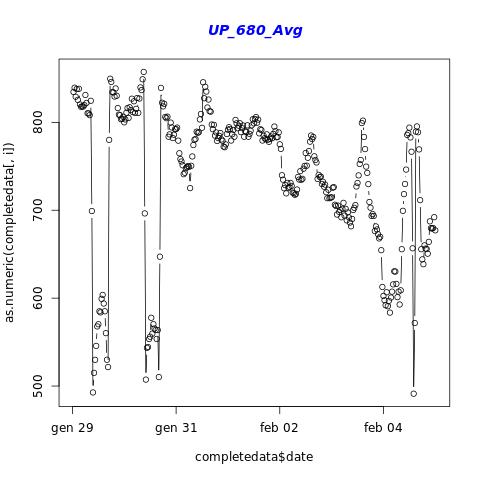 UP_680_Avg
as.numeric(completedata[, i])
800
700
600
500
gen 29
gen 31
feb 02
feb 04
completedata$date